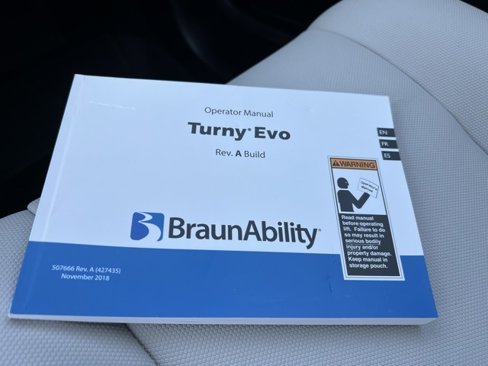 Operator Manual
Turny® Evo
Rev. A Build
EN
FR
ES
WARNING
Read manual
before operating
lift. Failure to do
so may result in
serious bodily
injury and/or
property damage.
Keep manual in
storage pouch.
BraunAbility®
507666 Rev. A (427435)
November 2018